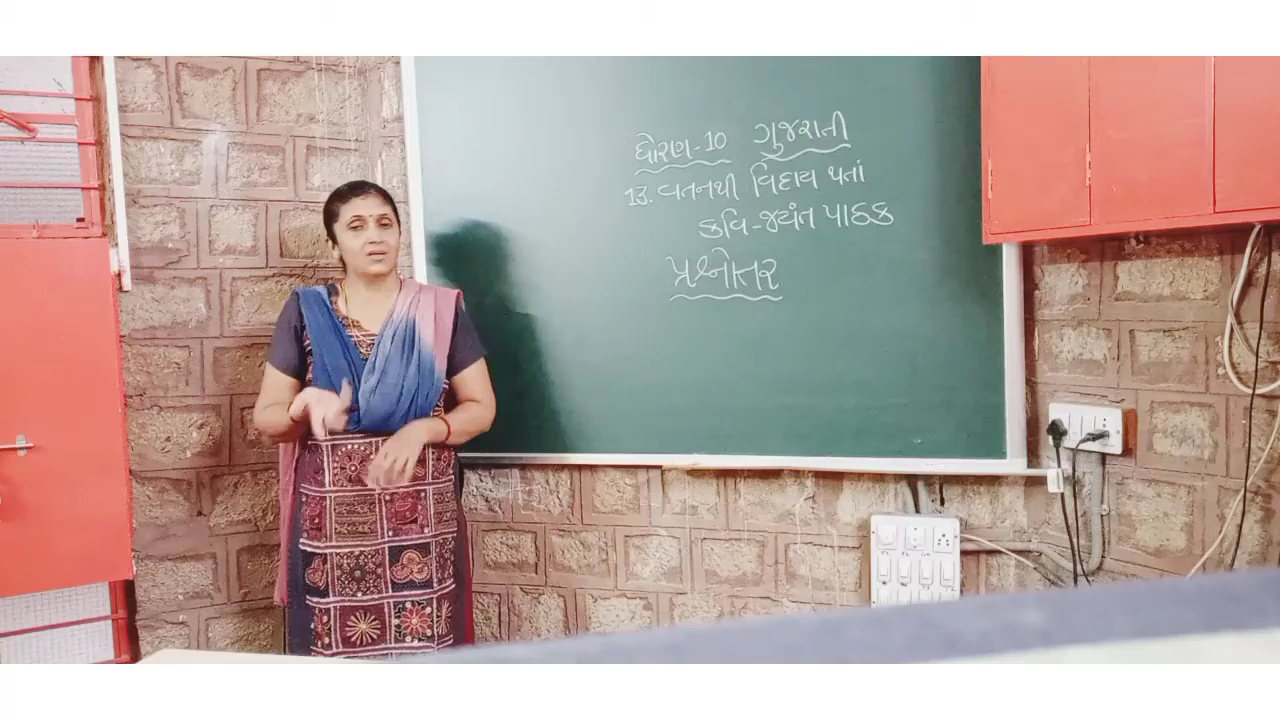 ધોરણ-10 ગુજરાતી
13. વતનથી વિદાય થતાં
કવિ-જયંત પાઠક
પ્રશ્નોતર